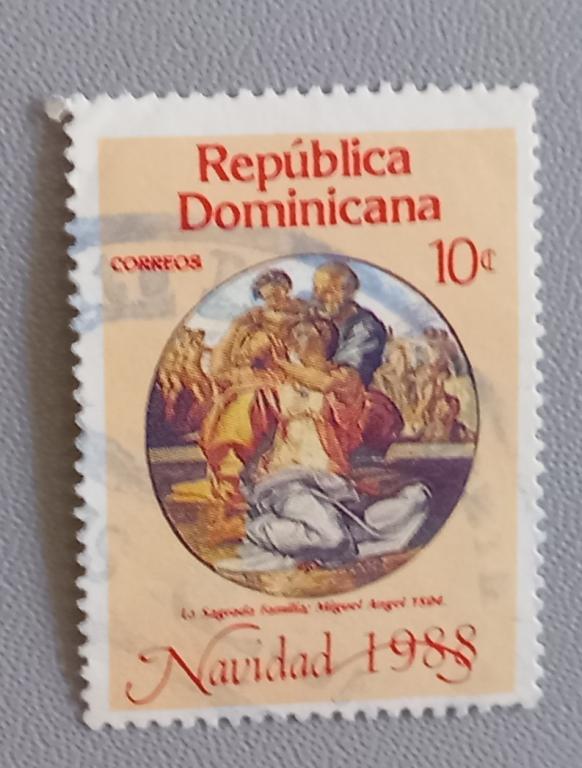 República
Dominicana
CORREOS
10¢
La Sagrada Familia; Miguel Angel 1504.
Navidad 1988